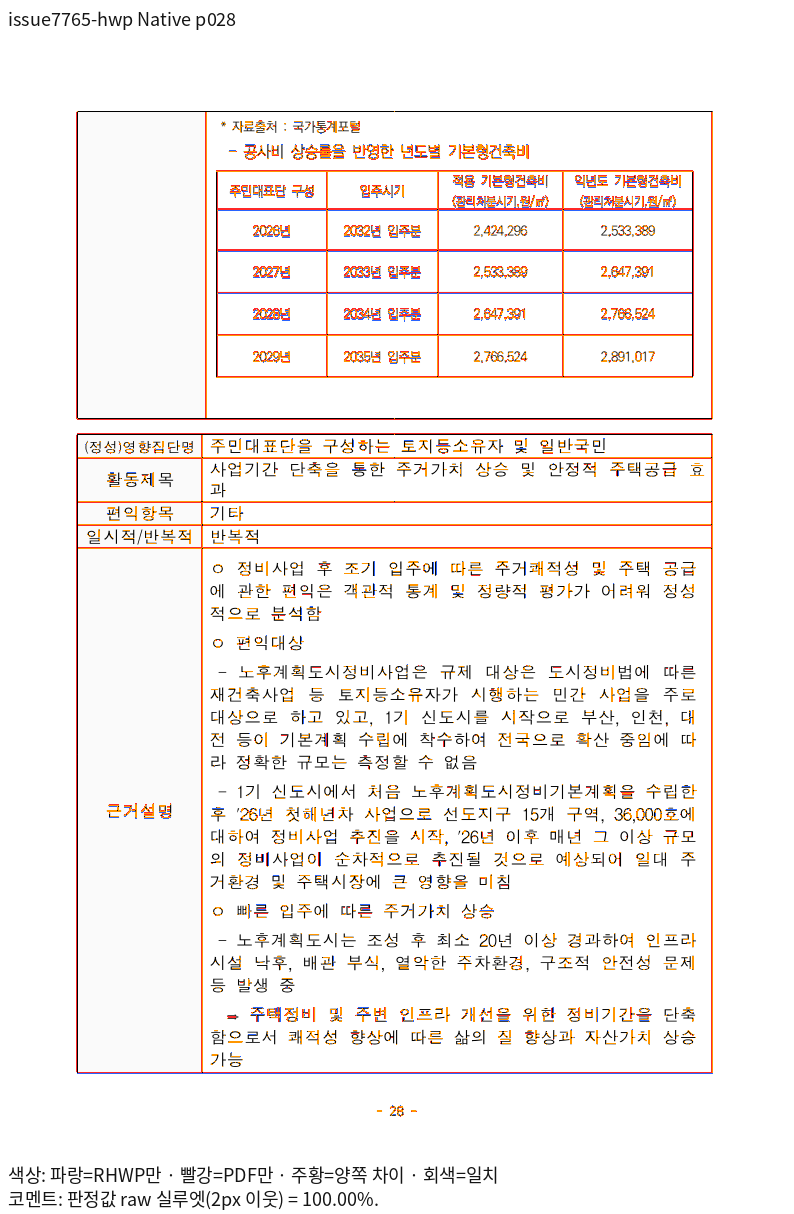 issue7765-hwp Native p028
* 자료출처 : 국가통계포털
- 공사비 상승률을 반영한 년도별 기본형건축비
주민대표단 구성 입주시기 적용 기본형건축비 (관리처분시기,원/㎡) 익년도 기본형건축비 (관리처분시기,원/㎡)
2026년 2032년 입주분 2,424,296 2,533,389
2027년 2033년 입주분 2,533,389 2,647,391
2028년 2034년 입주분 2,647,391 2,766,524
2029년 2035년 입주분 2,766,524 2,891,017
(정성)영향집단명 주민대표단을 구성하는 토지등소유자 및 일반국민
활동제목 사업기간 단축을 통한 주거가치 상승 및 안정적 주택공급 효
과
편익항목 기타
일시적/반복적 반복적
근거설명
ㅇ 정비사업 후 조기 입주에 따른 주거쾌적성 및 주택 공급
에 관한 편익은 객관적 통계 및 정량적 평가가 어려워 정성
적으로 분석함
ㅇ 편익대상
- 노후계획도시정비사업은 규제 대상은 도시정비법에 따른
재건축사업 등 토지등소유자가 시행하는 민간 사업을 주로
대상으로 하고 있고, 1기 신도시를 시작으로 부산, 인천, 대
전 등이 기본계획 수립에 착수하여 전국으로 확산 중임에 따
라 정확한 규모는 측정할 수 없음
- 1기 신도시에서 처음 노후계획도시정비기본계획을 수립한
후 '26년 첫해년차 사업으로 선도지구 15개 구역, 36,000호에
대하여 정비사업 추진을 시작, '26년 이후 매년 그 이상 규모
의 정비사업이 순차적으로 추진될 것으로 예상되어 일대 주
거환경 및 주택시장에 큰 영향을 미침
ㅇ 빠른 입주에 따른 주거가치 상승
- 노후계획도시는 조성 후 최소 20년 이상 경과하여 인프라
시설 낙후, 배관 부식, 열악한 주차환경, 구조적 안전성 문제
등 발생 중
➡ 주택정비 및 주변 인프라 개선을 위한 정비기간을 단축
함으로서 쾌적성 향상에 따른 삶의 질 향상과 자산가치 상승
가능
- 28 -
색상: 파랑=RHWP만 · 빨강=PDF만 · 주황=양쪽 차이 · 회색=일치
코멘트: 판정값 raw 실루엣(2px 이웃) = 100.00%.